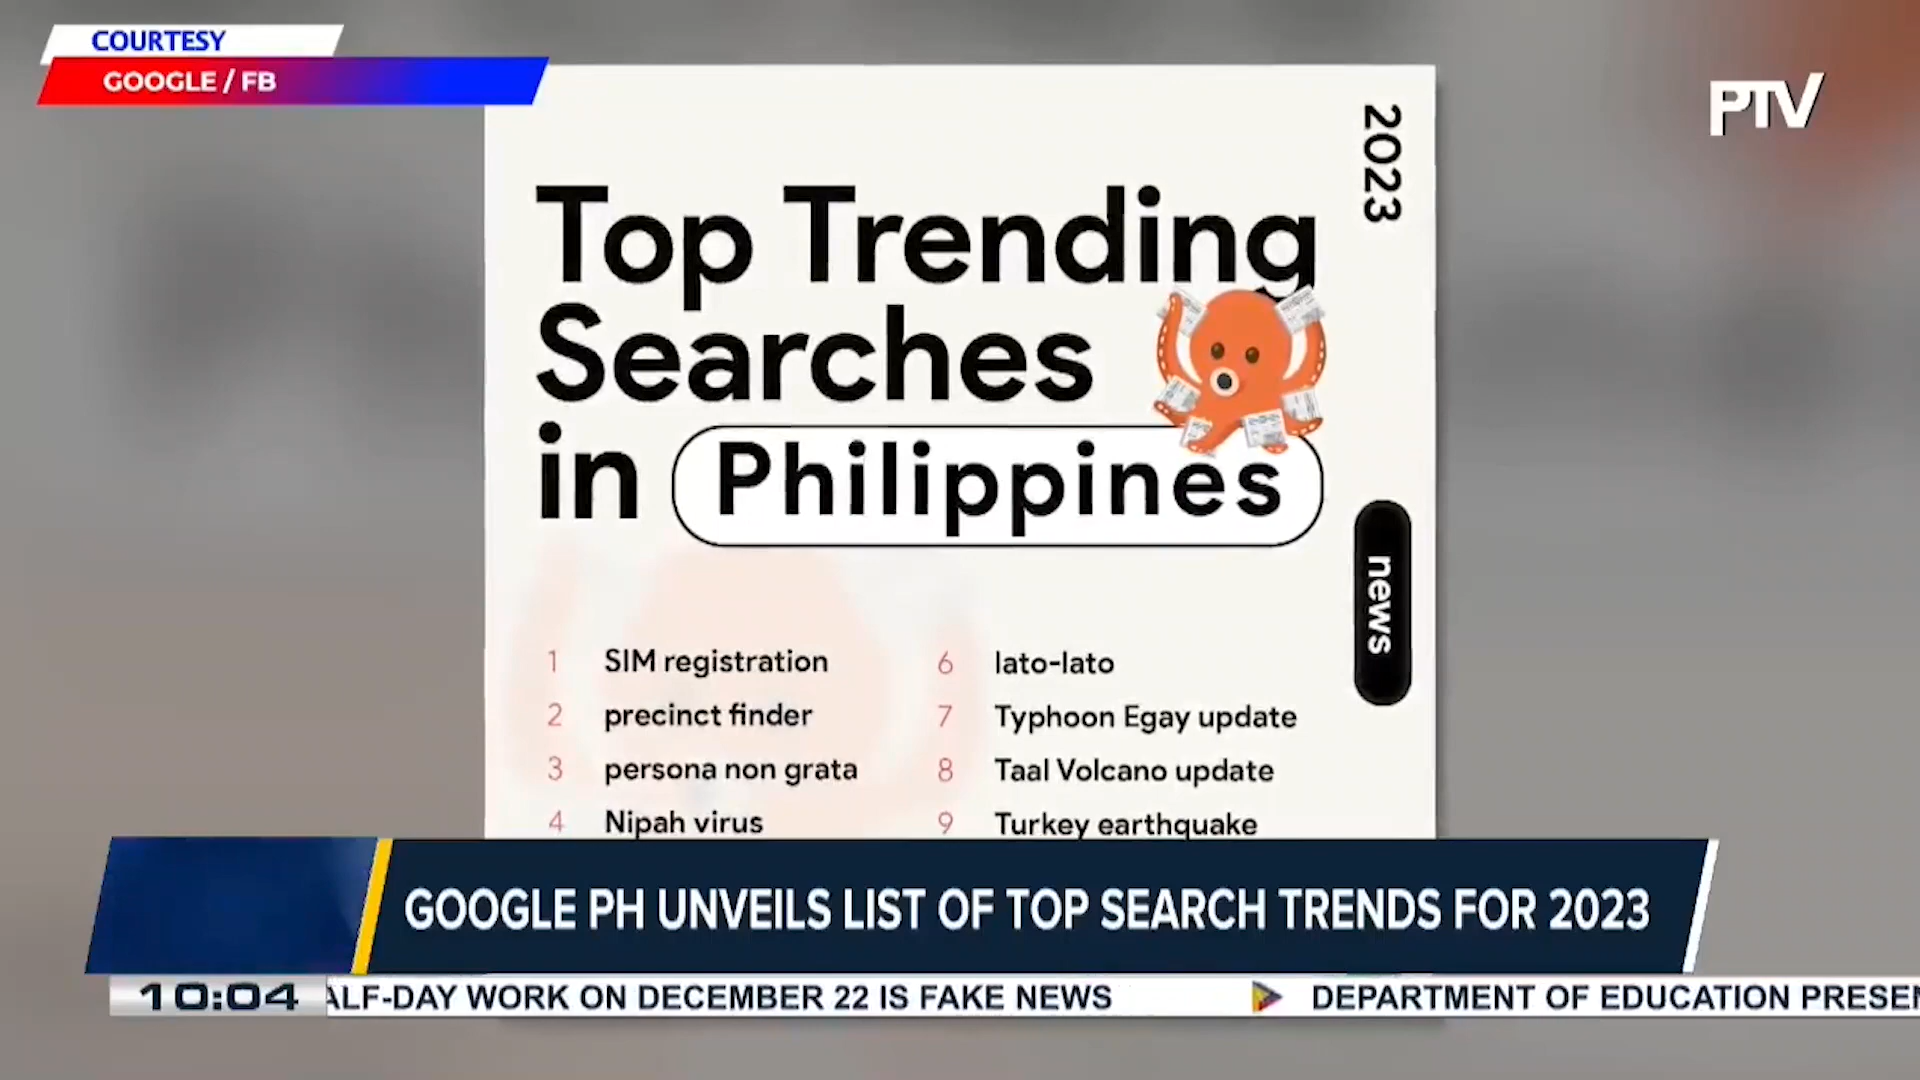 COURTESY
GOOGLE / FB
PTV
2023
Top Trending
Searches
in Philippines
news
1 SIM registration
2 precinct finder
3 persona non grata
4 Nipah virus
6 lato-lato
7 Typhoon Egay update
8 Taal Volcano update
9 Turkey earthquake
GOOGLE PH UNVEILS LIST OF TOP SEARCH TRENDS FOR 2023
10:04
ALF-DAY WORK ON DECEMBER 22 IS FAKE NEWS
DEPARTMENT OF EDUCATION PRESEN